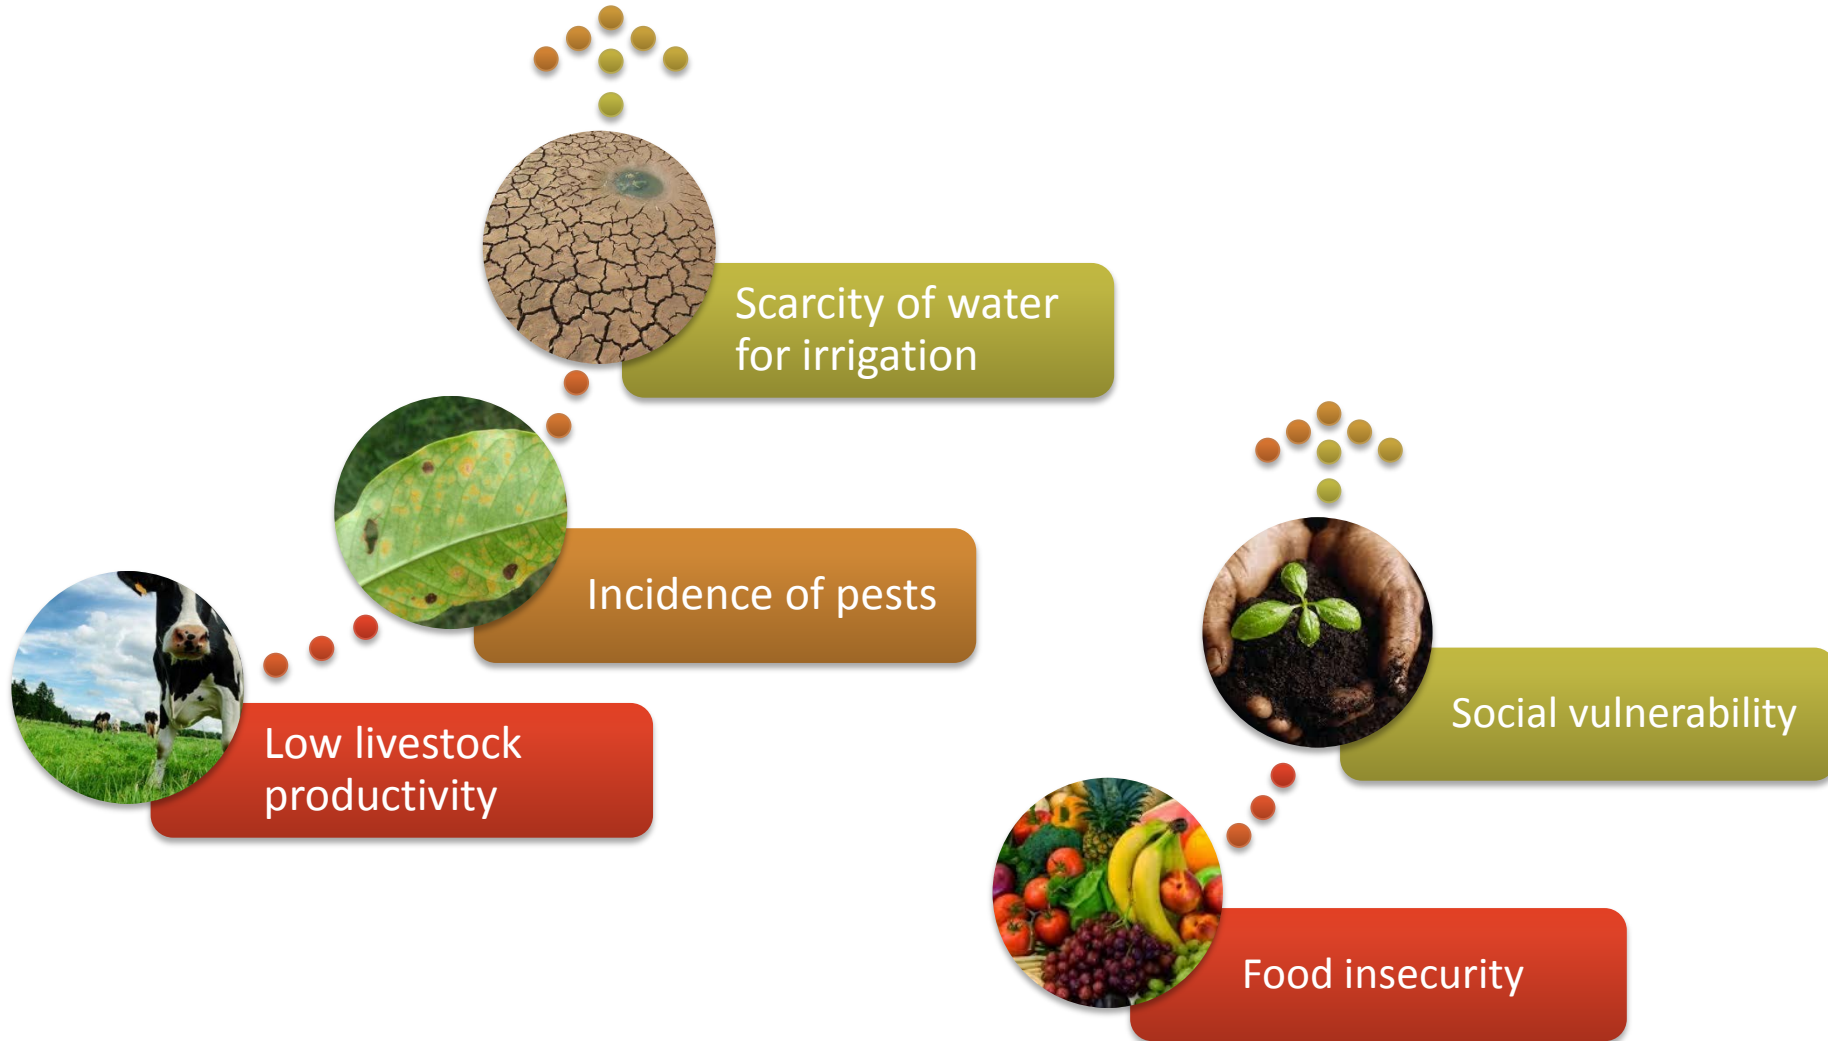 Scarcity of water
for irrigation
Incidence of pests
Low livestock
productivity
Social vulnerability
Food insecurity